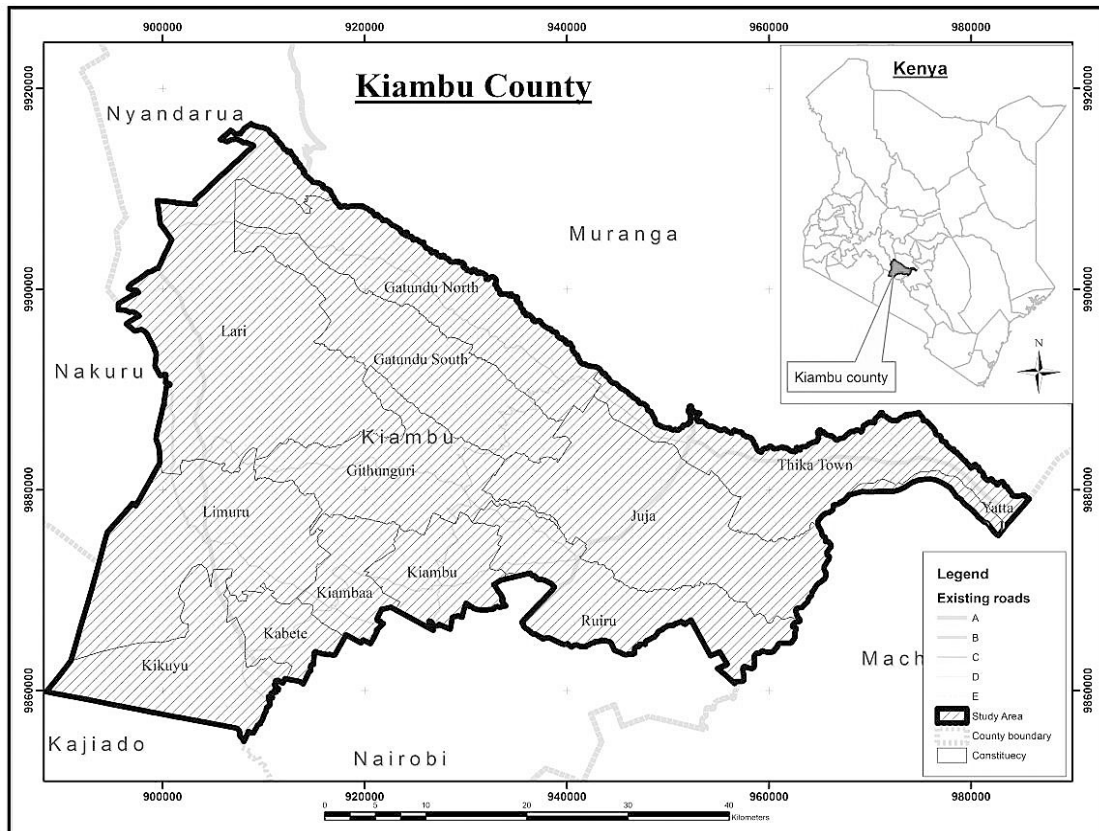 900000 920000 940000 960000 980000
9920000 9920000
Kiambu County
Kenya
Nyandarua
Muranga
9900000 9900000
Gatundu North
Lari
Gatundu South
Nakuru
Kiambu county
N
Kiambu
Githunguri
Thika Town
9880000 9880000
Limuru
Juja
Yatta
Kiambu
Kiambaa
Ruiru
Kabete
Kikuyu
Mach
9860000 9860000
Kajiado
Nairobi
Legend
Existing roads
A
B
C
D
E
Study Area
County boundary
Constituecy
900000 920000 940000 960000 980000
0 5 10 20 30 40
Kilometers